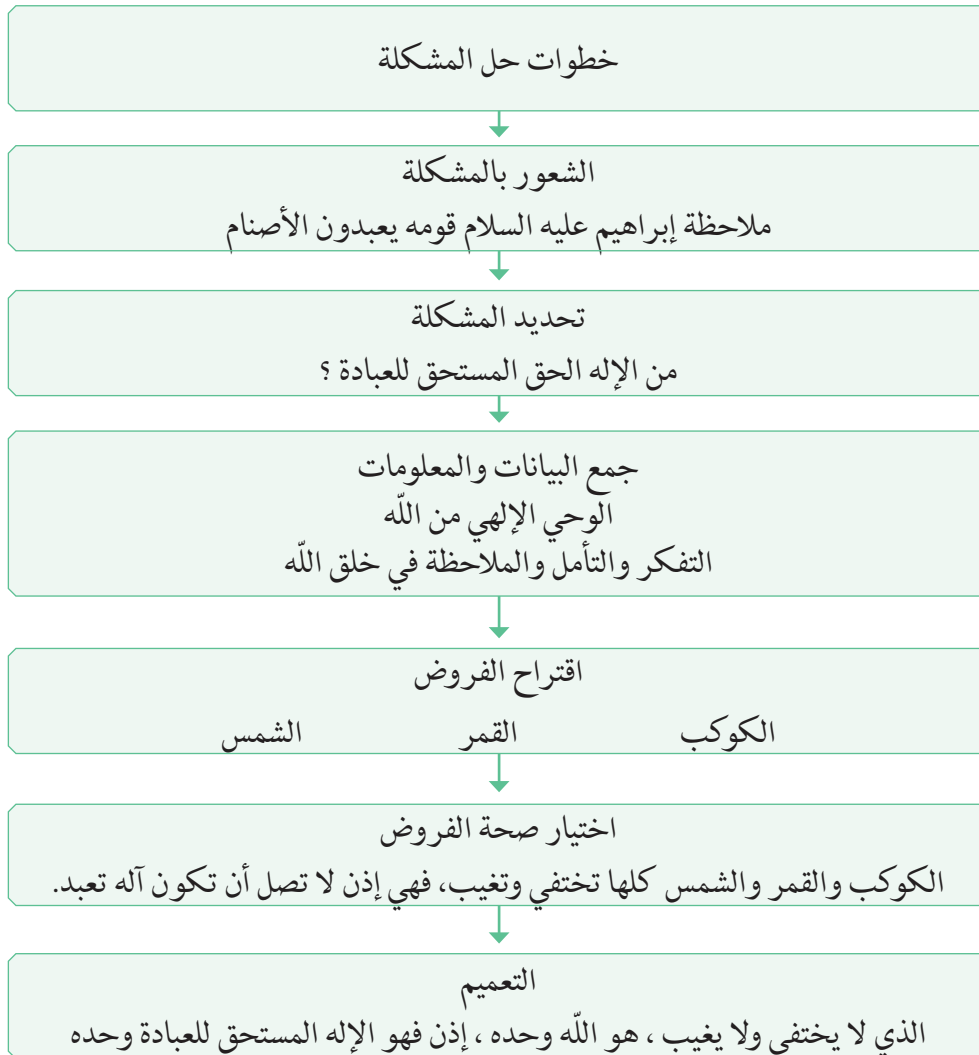 خطوات حل المشكلة
الشعور بالمشكلة
ملاحظة إبراهيم عليه السلام قومه يعبدون الأصنام
تحديد المشكلة
من الإله الحق المستحق للعبادة ؟
جمع البيانات والمعلومات
الوحي الإلهي من اللّه
التفكر والتأمل والملاحظة في خلق اللّه
اقتراح الفروض
الكوكب القمر الشمس
اختيار صحة الفروض
الكوكب والقمر والشمس كلها تختفي وتغيب، فهي إذن لا تصل أن تكون آله تعبد.
التعميم
الذي لا يختفي ولا يغيب ، هو اللّه وحده ، إذن فهو الإله المستحق للعبادة وحده